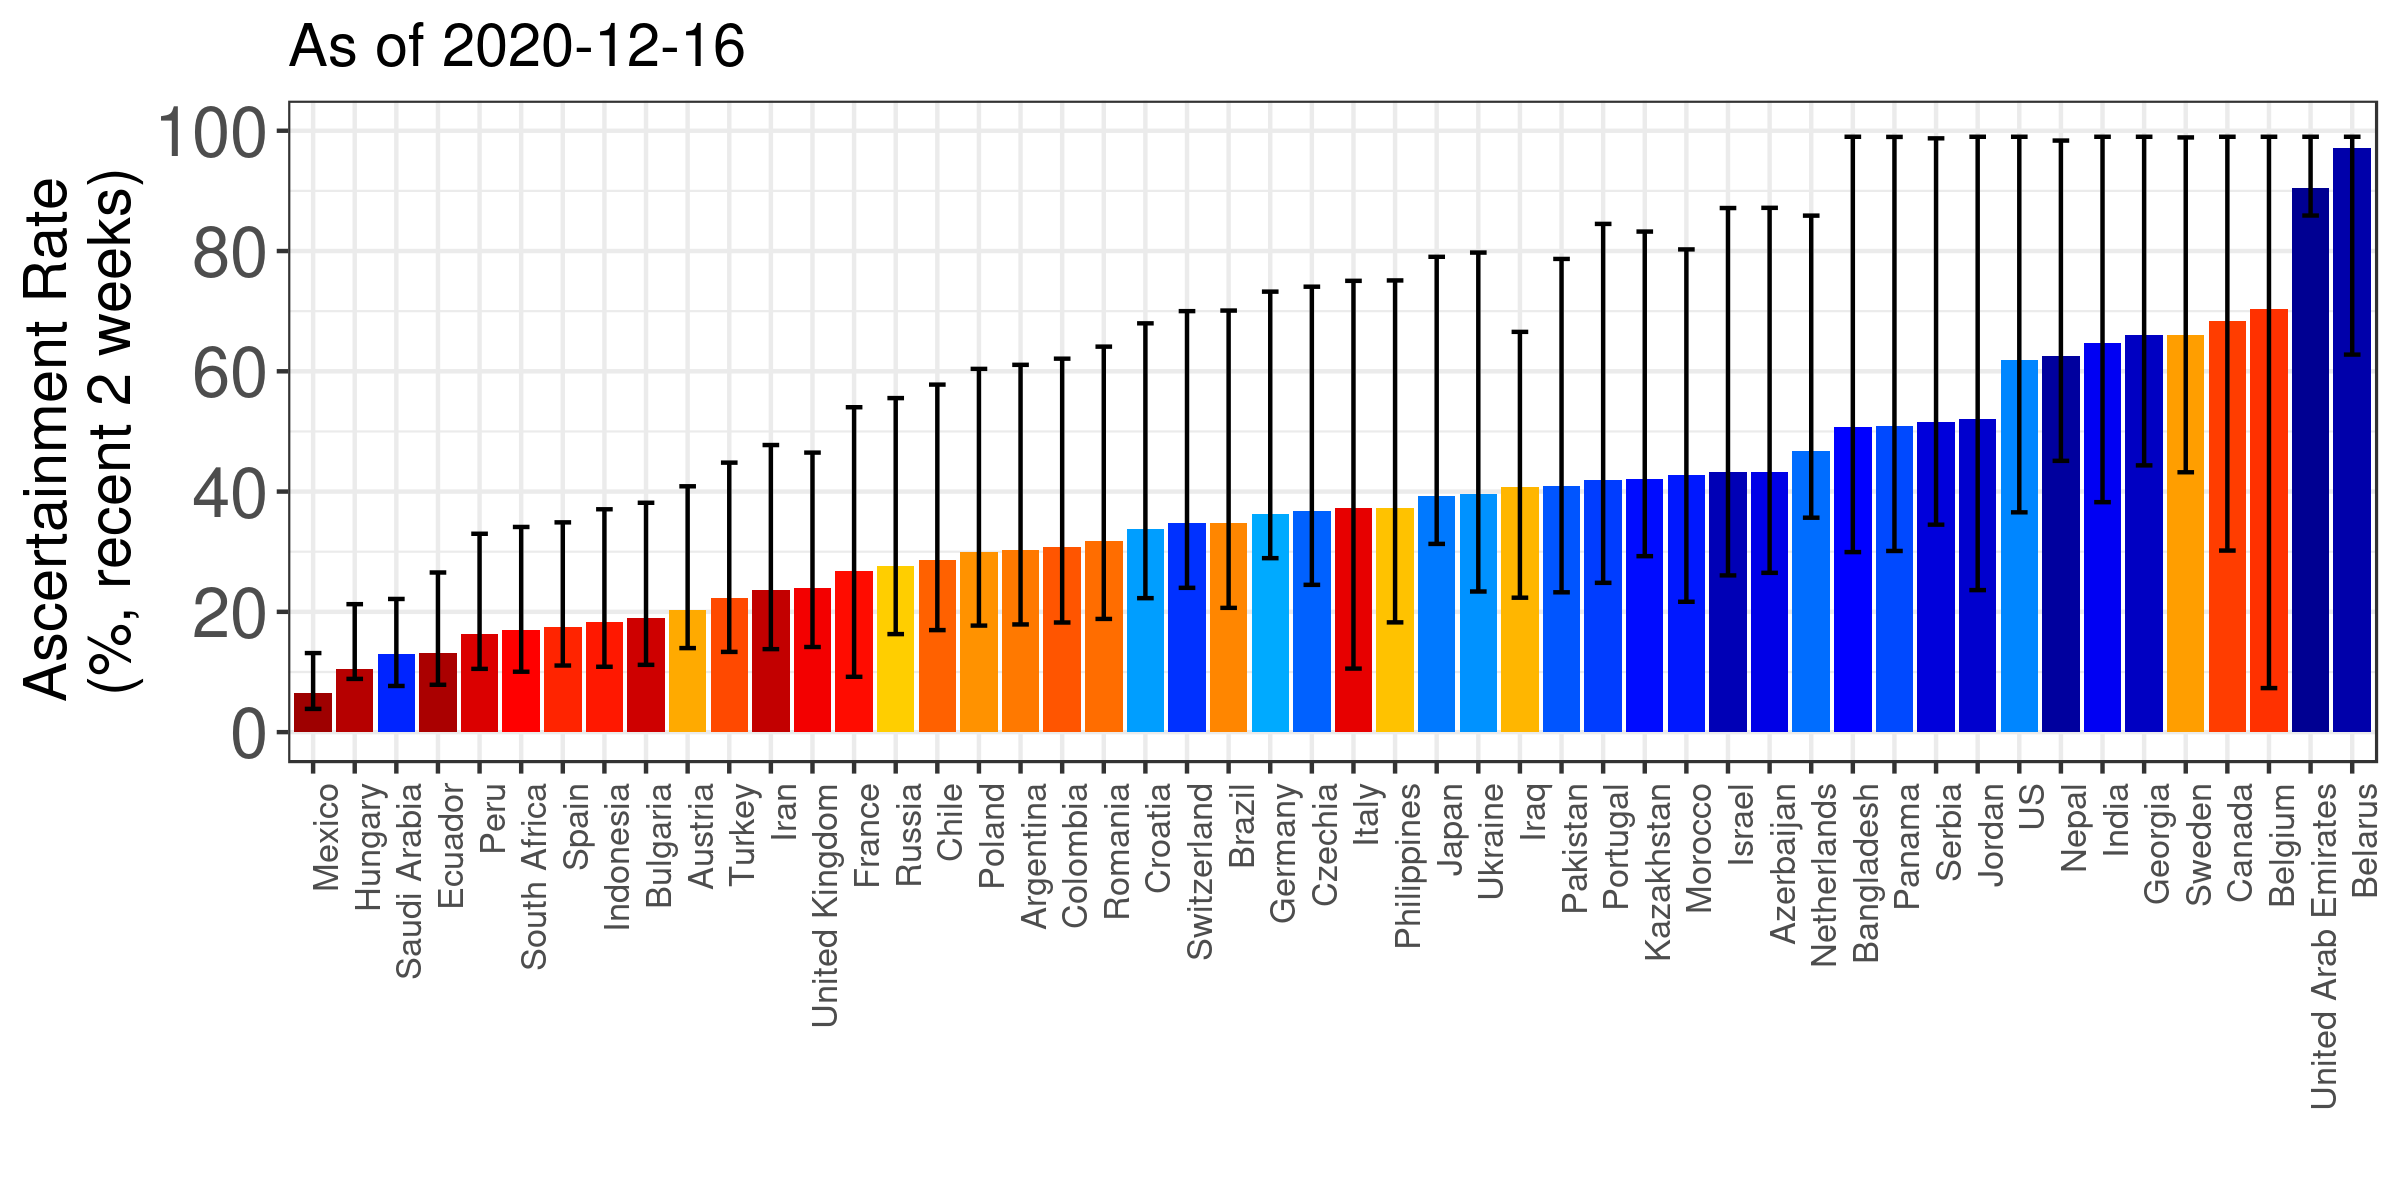 As of 2020-12-16
Ascertainment Rate
(%, recent 2 weeks)
100
80
60
40
20
0
Mexico
Hungary
Saudi Arabia
Ecuador
Peru
South Africa
Spain
Indonesia
Bulgaria
Austria
Turkey
Iran
United Kingdom
France
Russia
Chile
Poland
Argentina
Colombia
Romania
Croatia
Switzerland
Brazil
Germany
Czechia
Italy
Philippines
Japan
Ukraine
Iraq
Pakistan
Portugal
Kazakhstan
Morocco
Israel
Azerbaijan
Netherlands
Bangladesh
Panama
Serbia
Jordan
US
Nepal
India
Georgia
Sweden
Canada
Belgium
United Arab Emirates
Belarus